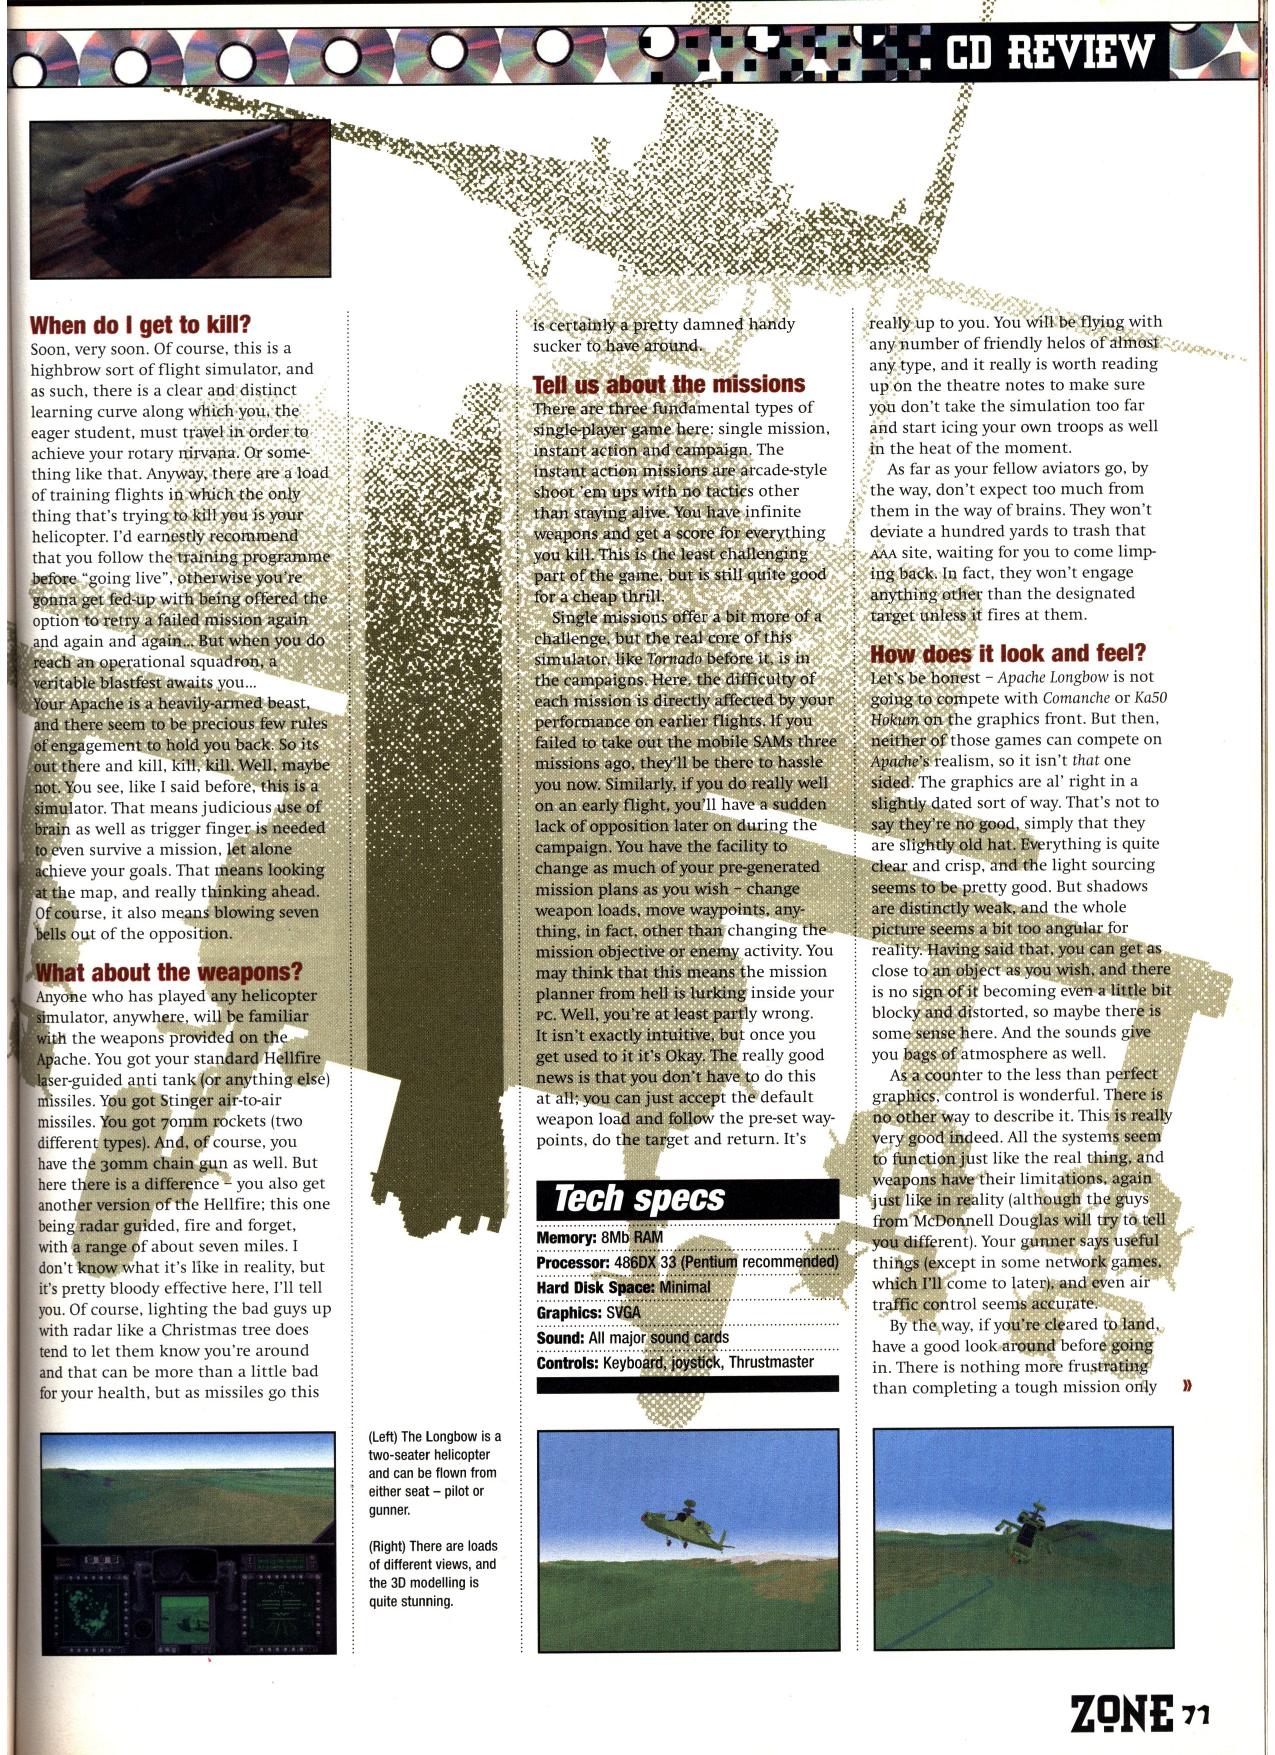 CD REVIEW
When do I get to kill?
Soon, very soon. Of course, this is a
highbrow sort of flight simulator, and
as such, there is a clear and distinct
learning curve along which you, the
eager student, must travel in order to
achieve your rotary nirvana. Or some-
thing like that. Anyway, there are a load
of training flights in which the only
thing that's trying to kill you is your
helicopter. I'd earnestly recommend
that you follow the training programme
before “going live”, otherwise you're
gonna get fed-up with being offered the
option to retry a failed mission again
and again and again... But when you do
reach an operational squadron, a
veritable blastfest awaits you...
Your Apache is a heavily-armed beast,
and there seem to be precious few rules
of engagement to hold you back. So its
out there and kill, kill, kill. Well, maybe
not. You see, like I said before, this is a
simulator. That means judicious use of
brain as well as trigger finger is needed
to even survive a mission, let alone
achieve your goals. That means looking
at the map, and really thinking ahead.
Of course, it also means blowing seven
bells out of the opposition.
What about the weapons?
Anyone who has played any helicopter
simulator, anywhere, will be familiar
with the weapons provided on the
Apache. You got your standard Hellfire
laser-guided anti tank (or anything else)
missiles. You got Stinger air-to-air
missiles. You got 70mm rockets (two
different types). And, of course, you
have the 30mm chain gun as well. But
here there is a difference – you also get
another version of the Hellfire; this one
being radar guided, fire and forget,
with a range of about seven miles. I
don't know what it's like in reality, but
it's pretty bloody effective here, I'll tell
you. Of course, lighting the bad guys up
with radar like a Christmas tree does
tend to let them know you're around
and that can be more than a little bad
for your health, but as missiles go this
is certainly a pretty damned handy
sucker to have around.
Tell us about the missions
There are three fundamental types of
single-player game here: single mission,
instant action and campaign. The
instant action missions are arcade-style
shoot 'em ups with no tactics other
than staying alive. You have infinite
weapons and get a score for everything
you kill. This is the least challenging
part of the game, but is still quite good
for a cheap thrill.
Single missions offer a bit more of a
challenge, but the real core of this
simulator, like Tornado before it, is in
the campaigns. Here, the difficulty of
each mission is directly affected by your
performance on earlier flights. If you
failed to take out the mobile SAMs three
missions ago, they'll be there to hassle
you now. Similarly, if you do really well
on an early flight, you'll have a sudden
lack of opposition later on during the
campaign. You have the facility to
change as much of your pre-generated
mission plans as you wish – change
weapon loads, move waypoints, any-
thing, in fact, other than changing the
mission objective or enemy activity. You
may think that this means the mission
planner from hell is lurking inside your
PC. Well, you're at least partly wrong.
It isn't exactly intuitive, but once you
get used to it it's Okay. The really good
news is that you don't have to do this
at all; you can just accept the default
weapon load and follow the pre-set way-
points, do the target and return. It's
Tech specs
Memory: 8Mb RAM
Processor: 486DX 33 (Pentium recommended)
Hard Disk Space: Minimal
Graphics: SVGA
Sound: All major sound cards
Controls: Keyboard, joystick, Thrustmaster
really up to you. You will be flying with
any number of friendly helos of almost
any type, and it really is worth reading
up on the theatre notes to make sure
you don't take the simulation too far
and start icing your own troops as well
in the heat of the moment.
As far as your fellow aviators go, by
the way, don't expect too much from
them in the way of brains. They won't
deviate a hundred yards to trash that
AAA site, waiting for you to come limp-
ing back. In fact, they won't engage
anything other than the designated
target unless it fires at them.
How does it look and feel?
Let's be honest – Apache Longbow is not
going to compete with Comanche or Ka50
Hokum on the graphics front. But then,
neither of those games can compete on
Apache's realism, so it isn't that one
sided. The graphics are al' right in a
slightly dated sort of way. That's not to
say they're no good, simply that they
are slightly old hat. Everything is quite
clear and crisp, and the light sourcing
seems to be pretty good. But shadows
are distinctly weak, and the whole
picture seems a bit too angular for
reality. Having said that, you can get as
close to an object as you wish, and there
is no sign of it becoming even a little bit
blocky and distorted, so maybe there is
some sense here. And the sounds give
you bags of atmosphere as well.
As a counter to the less than perfect
graphics, control is wonderful. There is
no other way to describe it. This is really
very good indeed. All the systems seem
to function just like the real thing, and
weapons have their limitations, again
just like in reality (although the guys
from McDonnell Douglas will try to tell
you different). Your gunner says useful
things (except in some network games,
which I'll come to later), and even air
traffic control seems accurate.
By the way, if you're cleared to land,
have a good look around before going
in. There is nothing more frustrating
than completing a tough mission only »
(Left) The Longbow is a
two-seater helicopter
and can be flown from
either seat – pilot or
gunner.
(Right) There are loads
of different views, and
the 3D modelling is
quite stunning.
ZONE 71